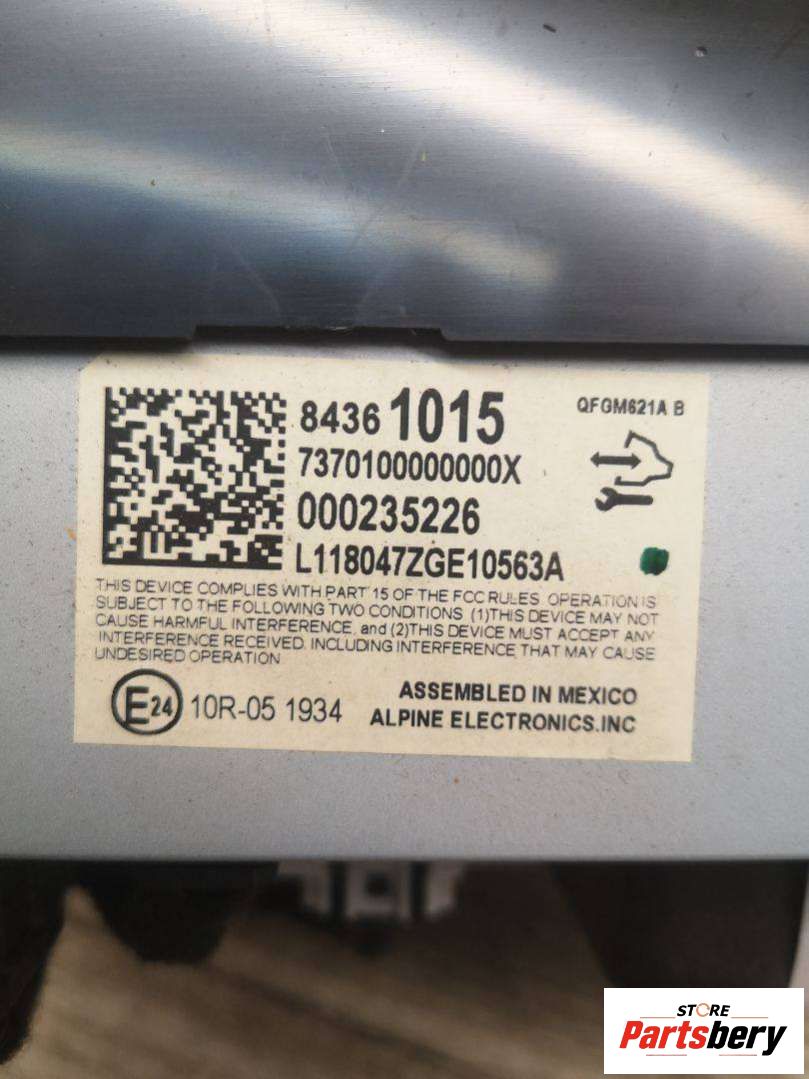 84361015
QFGM621A B
7370100000000X
000235226
L118047ZGE10563A
THIS DEVICE COMPLIES WITH PART 15 OF THE FCC RULES. OPERATION IS
SUBJECT TO THE FOLLOWING TWO CONDITIONS (1)THIS DEVICE MAY NOT
CAUSE HARMFUL INTERFERENCE, and (2)THIS DEVICE MUST ACCEPT ANY
INTERFERENCE RECEIVED, INCLUDING INTERFERENCE THAT MAY CAUSE
UNDESIRED OPERATION
E24 10R-05 1934
ASSEMBLED IN MEXICO
ALPINE ELECTRONICS.INC
STORE
Partsbery